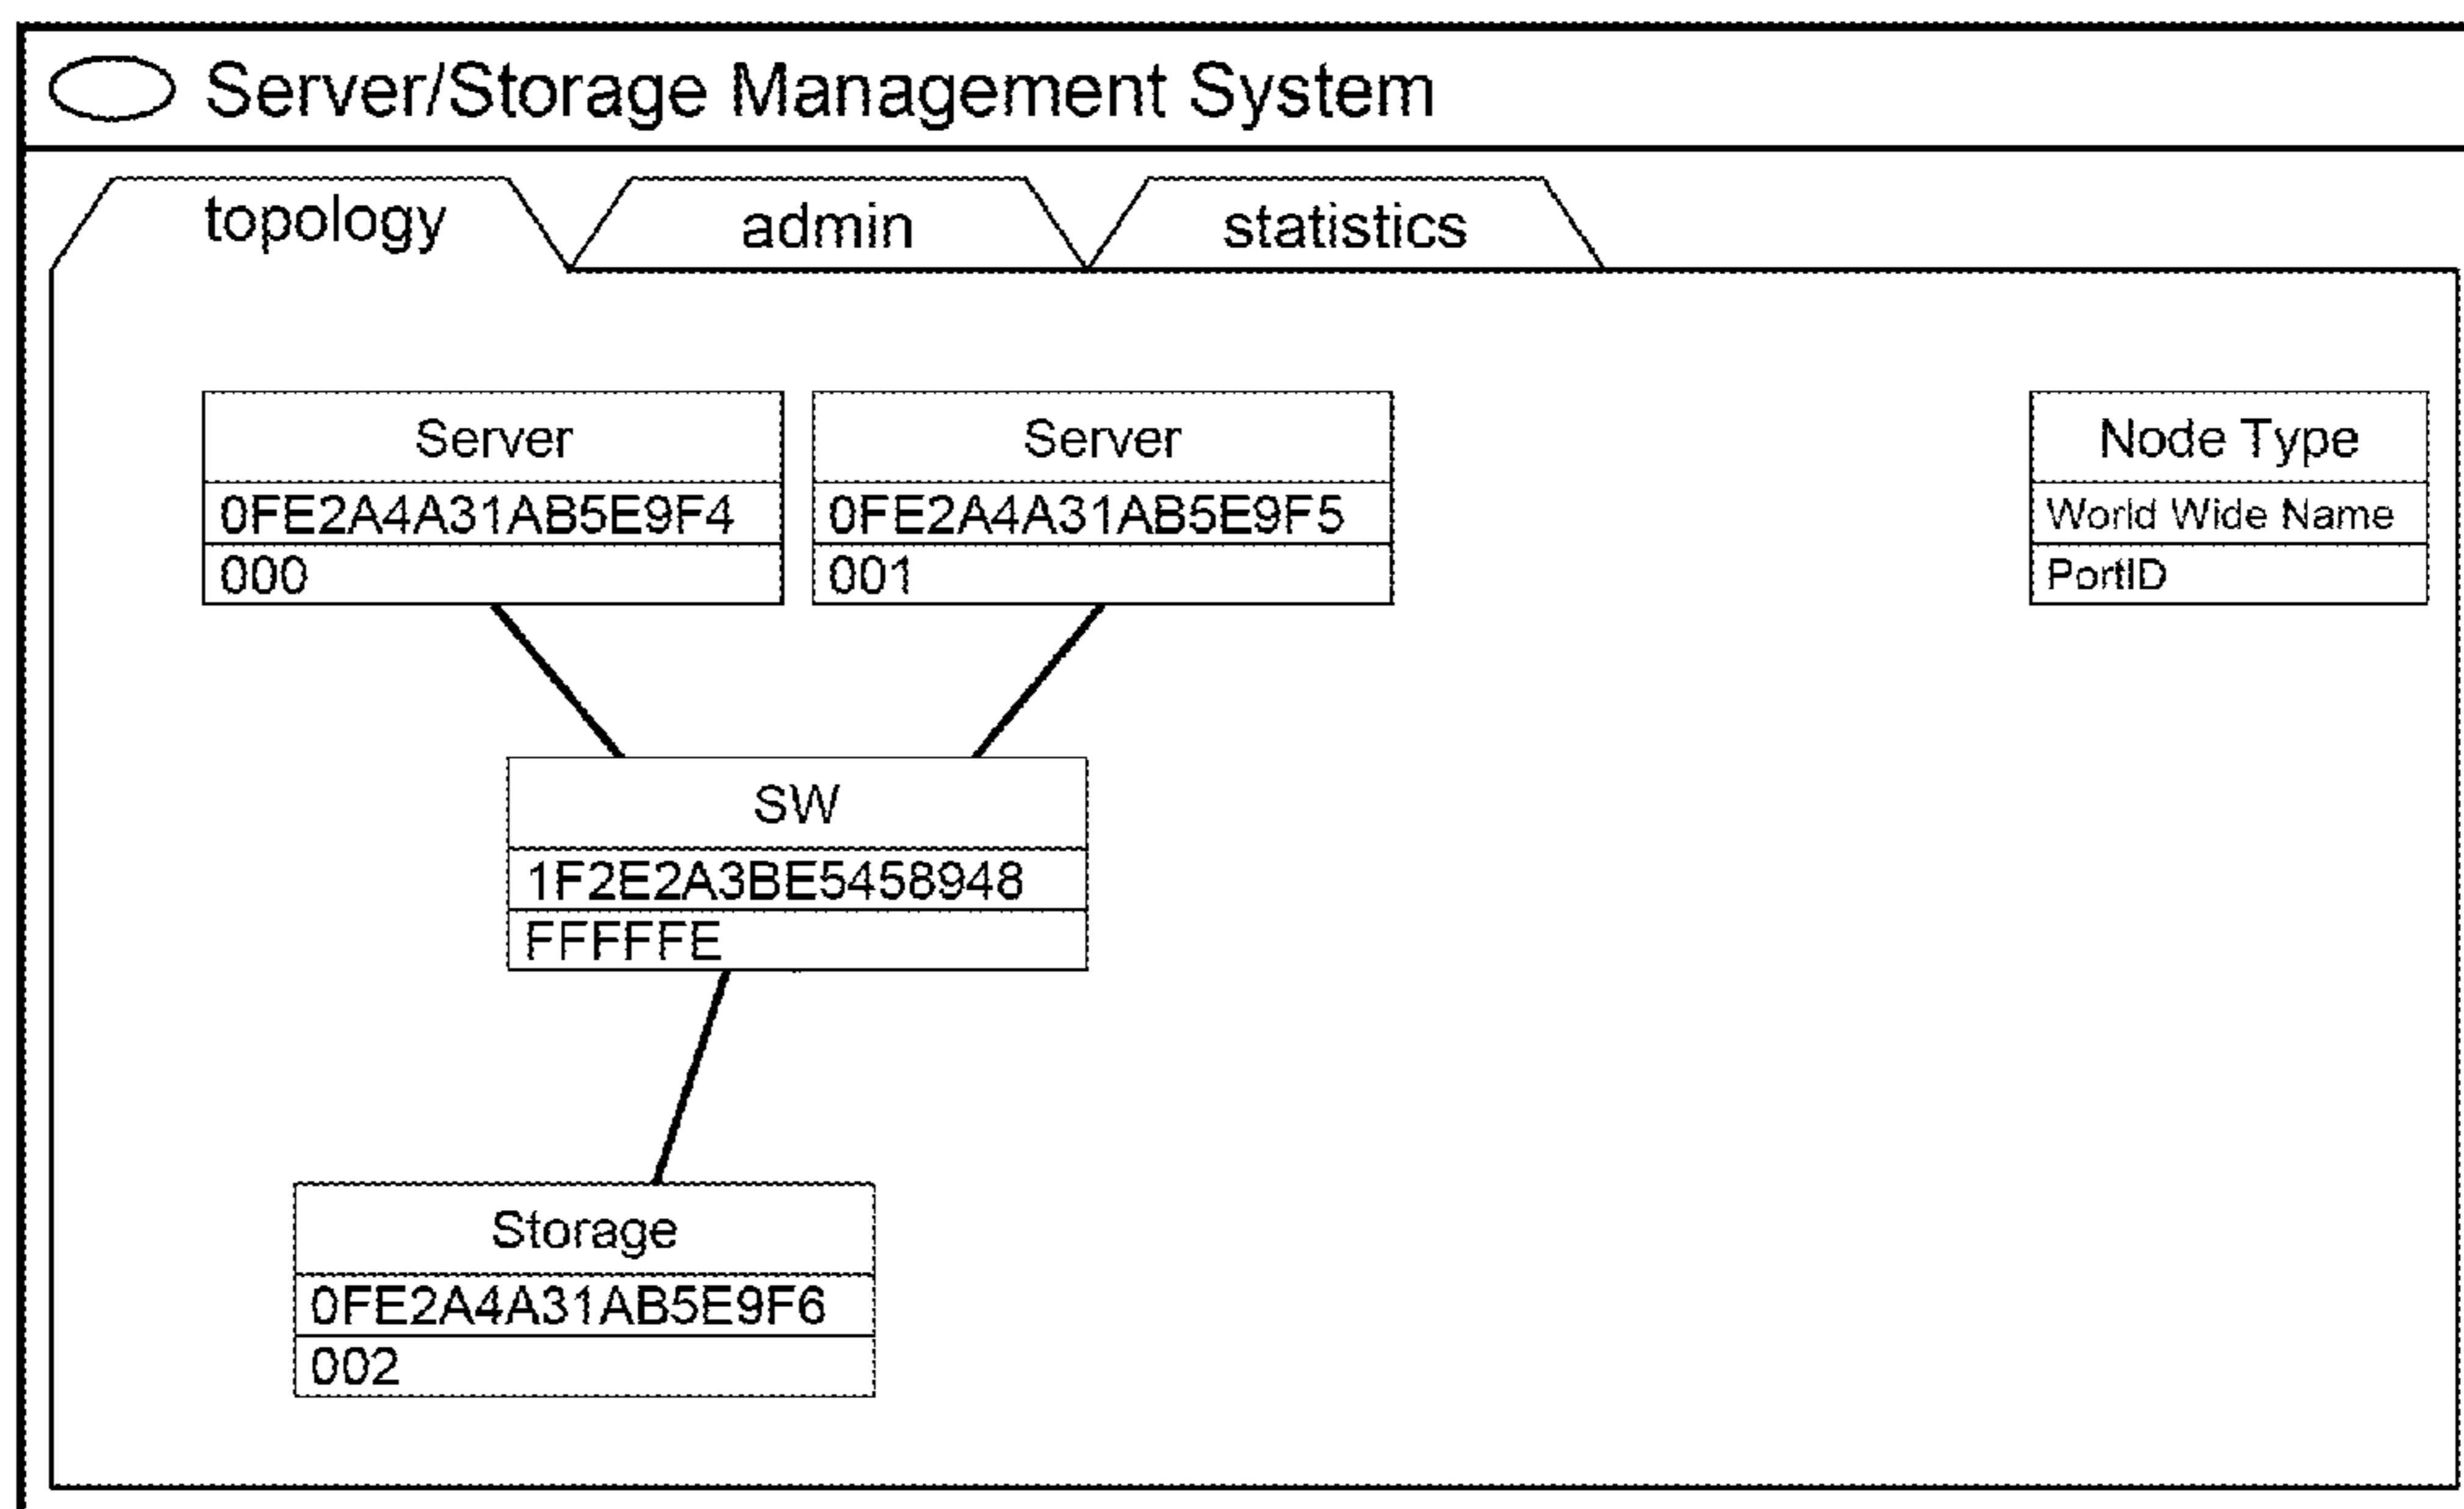 Server/Storage Management System
topology admin statistics
Server
0FE2A4A31AB5E9F4
000
Server
0FE2A4A31AB5E9F5
001
Node Type
World Wide Name
PortID
SW
1F2E2A3BE5458948
FFFFFE
Storage
0FE2A4A31AB5E9F6
002